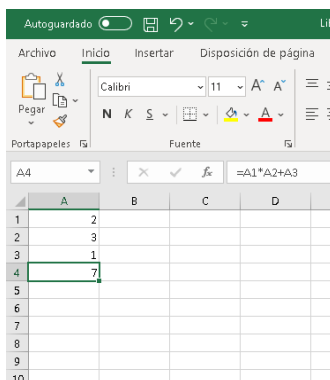 Autoguardado Li
Archivo Inicio Insertar Disposición de página
Pegar
Calibri 11 A A
N K S A
Portapapeles Fuente
A4 fx =A1*A2+A3
A B C D
1 2
2 3
3 1
4 7
5
6
7
8
9
10